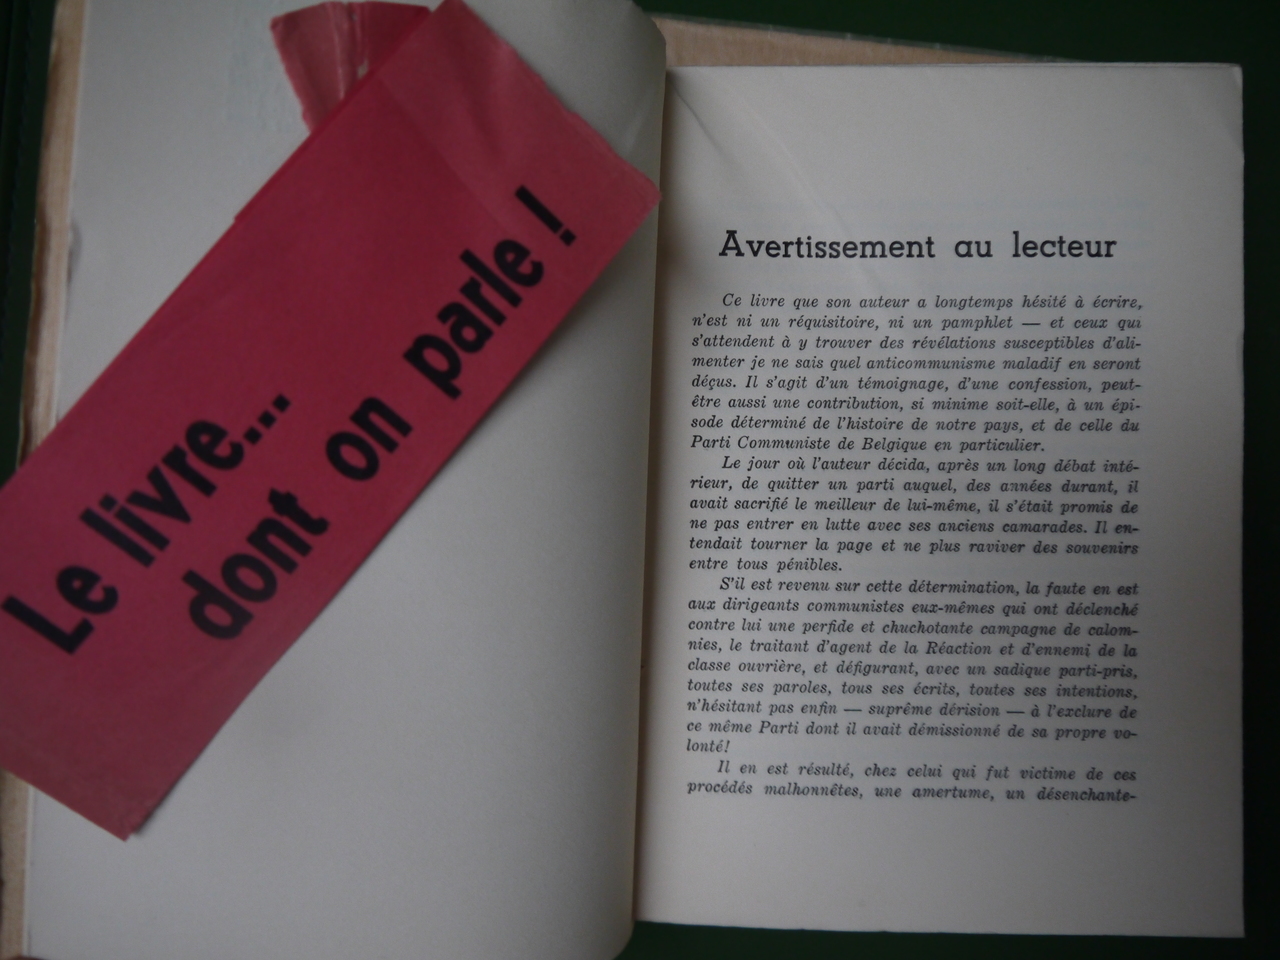 Le livre...
dont on parle !
Avertissement au lecteur
Ce livre que son auteur a longtemps hésité à écrire,
n'est ni un réquisitoire, ni un pamphlet — et ceux qui
s'attendent à y trouver des révélations susceptibles d'ali-
menter je ne sais quel anticommunisme maladif en seront
déçus. Il s'agit d'un témoignage, d'une confession, peut-
être aussi une contribution, si minime soit-elle, à un épi-
sode déterminé de l'histoire de notre pays, et de celle du
Parti Communiste de Belgique en particulier.
Le jour où l'auteur décida, après un long débat inté-
rieur, de quitter un parti auquel, des années durant, il
avait sacrifié le meilleur de lui-même, il s'était promis de
ne pas entrer en lutte avec ses anciens camarades. Il en-
tendait tourner la page et ne plus raviver des souvenirs
entre tous pénibles.
S'il est revenu sur cette détermination, la faute en est
aux dirigeants communistes eux-mêmes qui ont déclenché
contre lui une perfide et chuchotante campagne de calom-
nies, le traitant d'agent de la Réaction et d'ennemi de la
classe ouvrière, et défigurant, avec un sadique parti-pris,
toutes ses paroles, tous ses écrits, toutes ses intentions,
n'hésitant pas enfin — suprême dérision — à l'exclure de
ce même Parti dont il avait démissionné de sa propre vo-
lonté!
Il en est résulté, chez celui qui fut victime de ces
procédés malhonnêtes, une amertume, un désenchante-